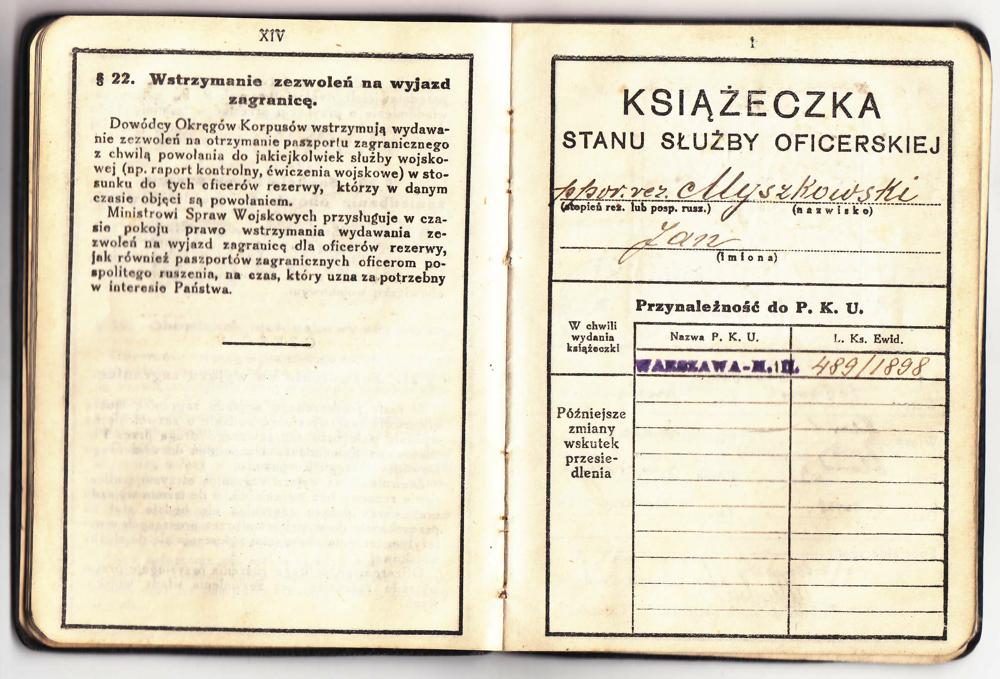 XIV
§ 22. Wstrzymanie zezwoleń na wyjazd
zagranicę.
Dowódcy Okręgów Korpusów wstrzymują wydawa-
nie zezwoleń na otrzymanie paszportu zagranicznego
z chwilą powołania do jakiejkolwiek służby wojsko-
wej (np. raport kontrolny, ćwiczenia wojskowe) w sto-
sunku do tych oficerów rezerwy, którzy w danym
czasie objęci są powołaniem.
Ministrowi Spraw Wojskowych przysługuje w cza-
sie pokoju prawo wstrzymania wydawania ze-
zwoleń na wyjazd zagranicę dla oficerów rezerwy,
jak również paszportów zagranicznych oficerom po-
spolitego ruszenia, na czas, który uzna za potrzebny
w interesie Państwa.
I
KSIĄŻECZKA
STANU SŁUŻBY OFICERSKIEJ
ppor. rez. Myszkowski
(stopień rez. lub posp. rusz.) (nazwisko)
Jan
(imiona)
Przynależność do P. K. U.
W chwili
wydania
książeczki
Nazwa P. K. U. L. Ks. Ewid.
WARSZAWA-M. II. 489/1898
Późniejsze
zmiany
wskutek
przesie-
dlenia